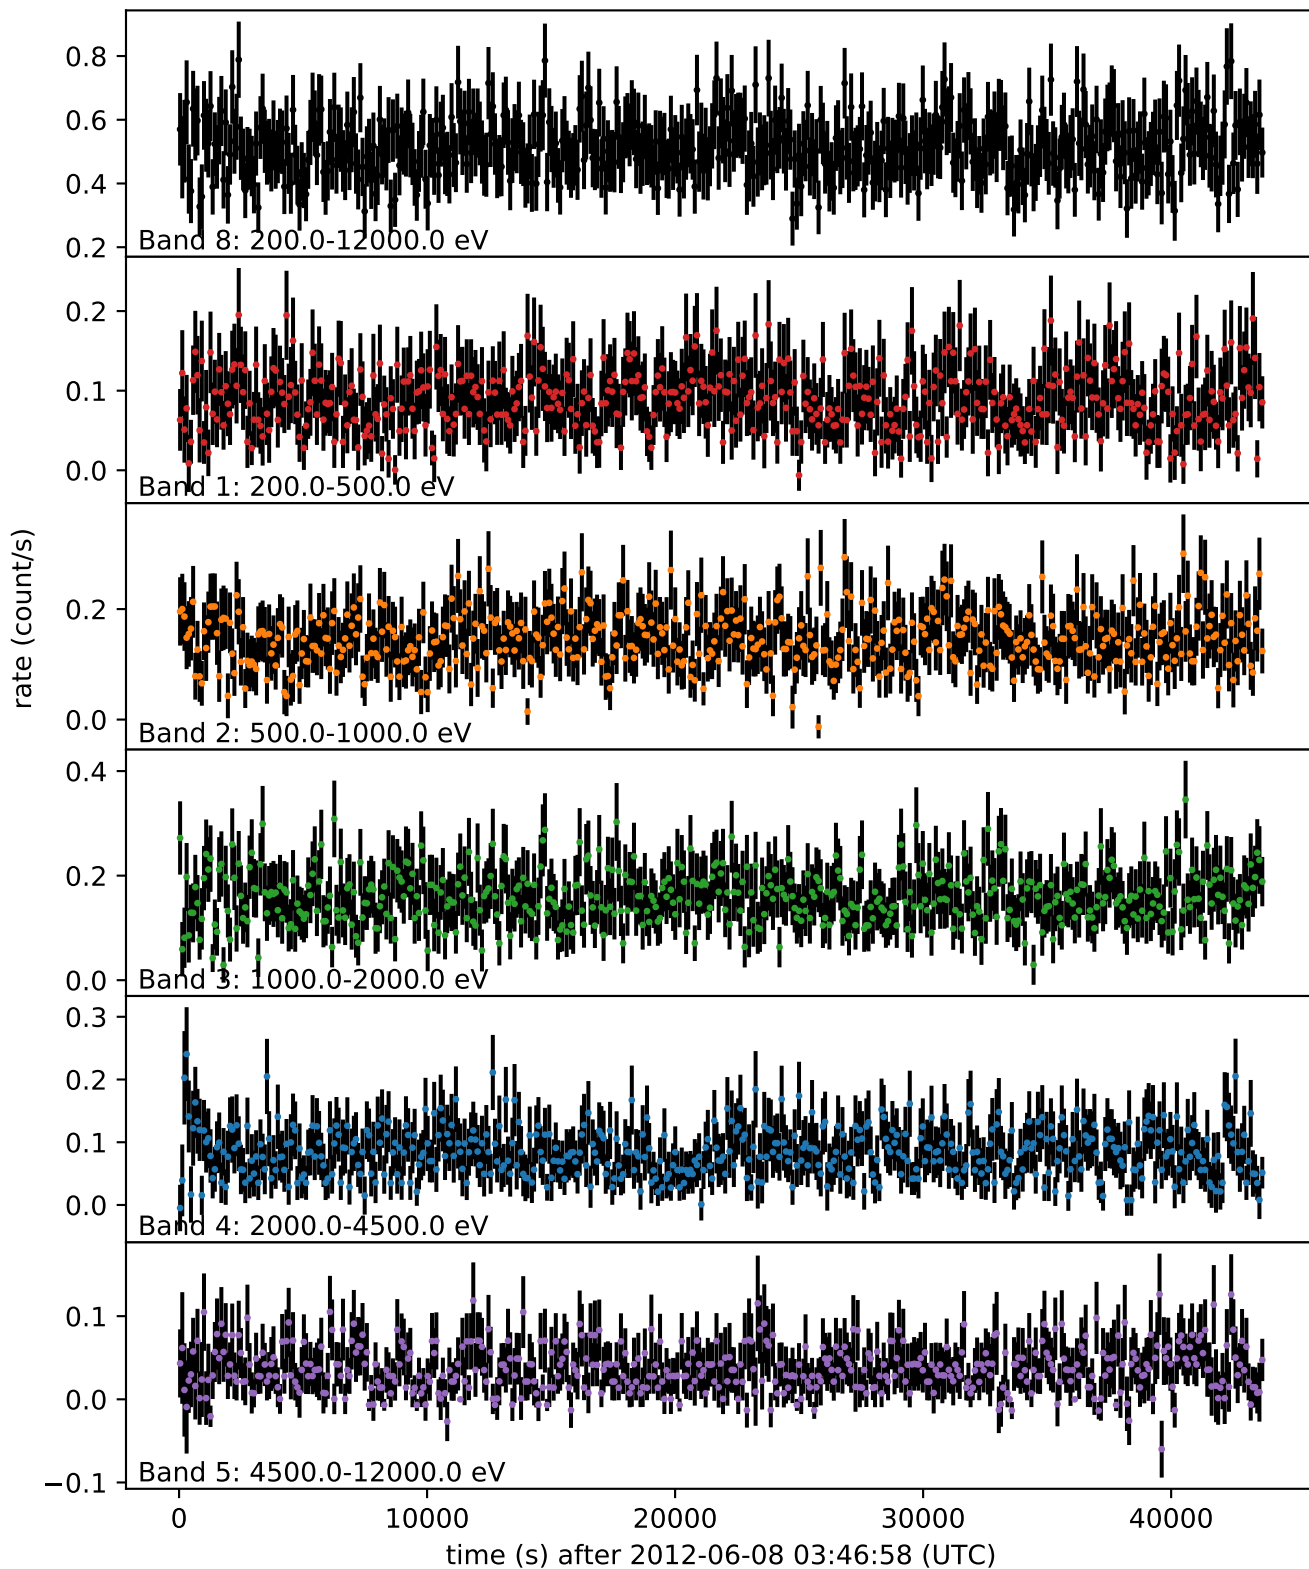 0.8
0.6
0.4
0.2
Band 8: 200.0-12000.0 eV
0.2
0.1
0.0
Band 1: 200.0-500.0 eV
rate (count/s)
0.2
0.0
Band 2: 500.0-1000.0 eV
0.4
0.2
0.0
Band 3: 1000.0-2000.0 eV
0.3
0.2
0.1
0.0
Band 4: 2000.0-4500.0 eV
0.1
0.0
−0.1
Band 5: 4500.0-12000.0 eV
0 10000 20000 30000 40000
time (s) after 2012-06-08 03:46:58 (UTC)